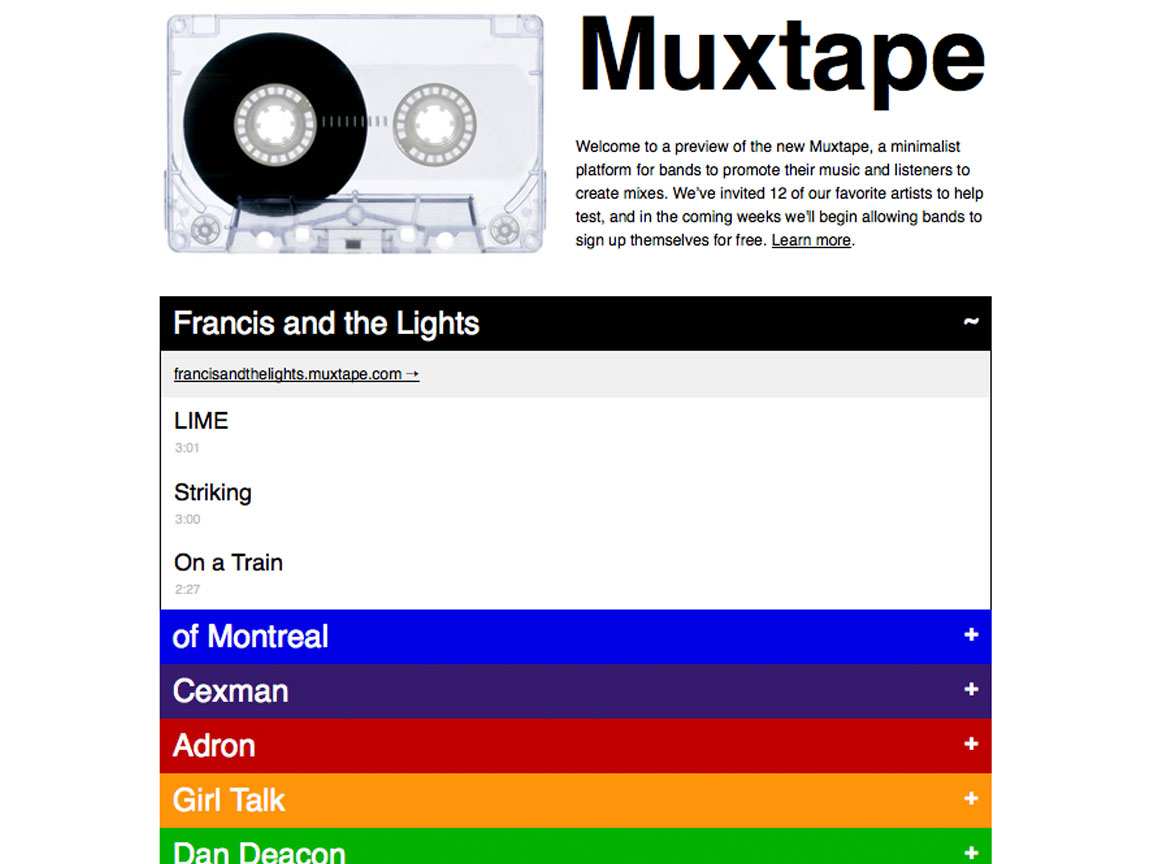 Muxtape
Welcome to a preview of the new Muxtape, a minimalist
platform for bands to promote their music and listeners to
create mixes. We've invited 12 of our favorite artists to help
test, and in the coming weeks we'll begin allowing bands to
sign up themselves for free. Learn more.
Francis and the Lights ~
francisandthelights.muxtape.com →
LIME
3:01
Striking
3:00
On a Train
2:27
of Montreal +
Cexman +
Adron +
Girl Talk +
Dan Deacon +